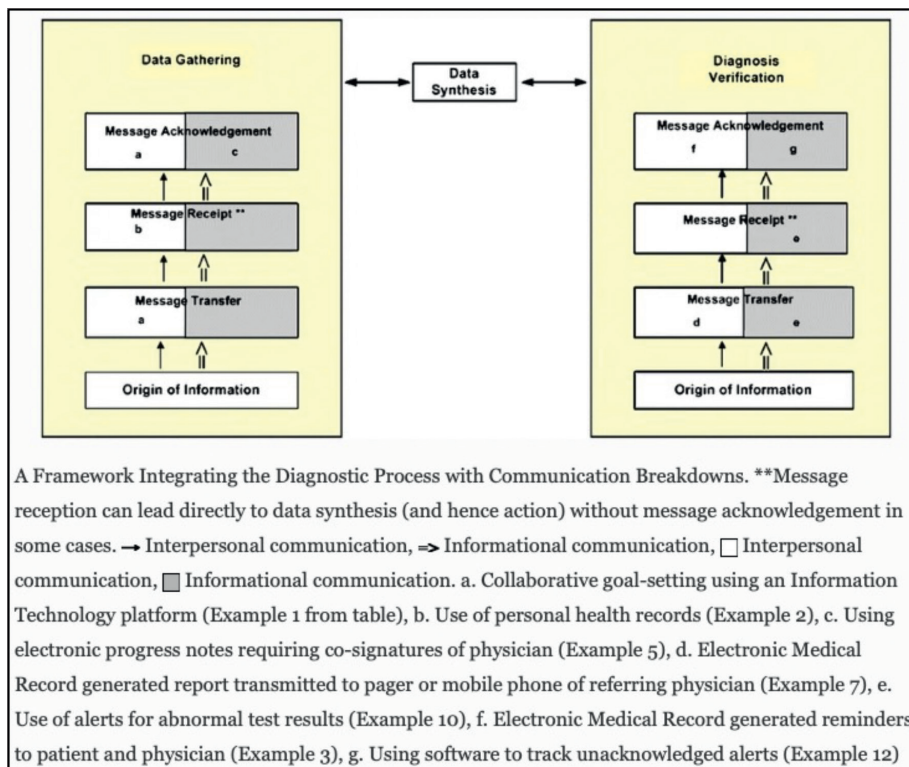 Data Gathering
Message Acknowledgement
a
c
Message Receipt **
b
Message Transfer
a
Origin of Information
Data
Synthesis
Diagnosis
Verification
Message Acknowledgement
f
g
Message Receipt **
e
Message Transfer
d
e
Origin of Information
A Framework Integrating the Diagnostic Process with Communication Breakdowns. **Message
reception can lead directly to data synthesis (and hence action) without message acknowledgement in
some cases. → Interpersonal communication, => Informational communication, □ Interpersonal
communication, ■ Informational communication. a. Collaborative goal-setting using an Information
Technology platform (Example 1 from table), b. Use of personal health records (Example 2), c. Using
electronic progress notes requiring co-signatures of physician (Example 5), d. Electronic Medical
Record generated report transmitted to pager or mobile phone of referring physician (Example 7), e.
Use of alerts for abnormal test results (Example 10), f. Electronic Medical Record generated reminders
to patient and physician (Example 3), g. Using software to track unacknowledged alerts (Example 12)